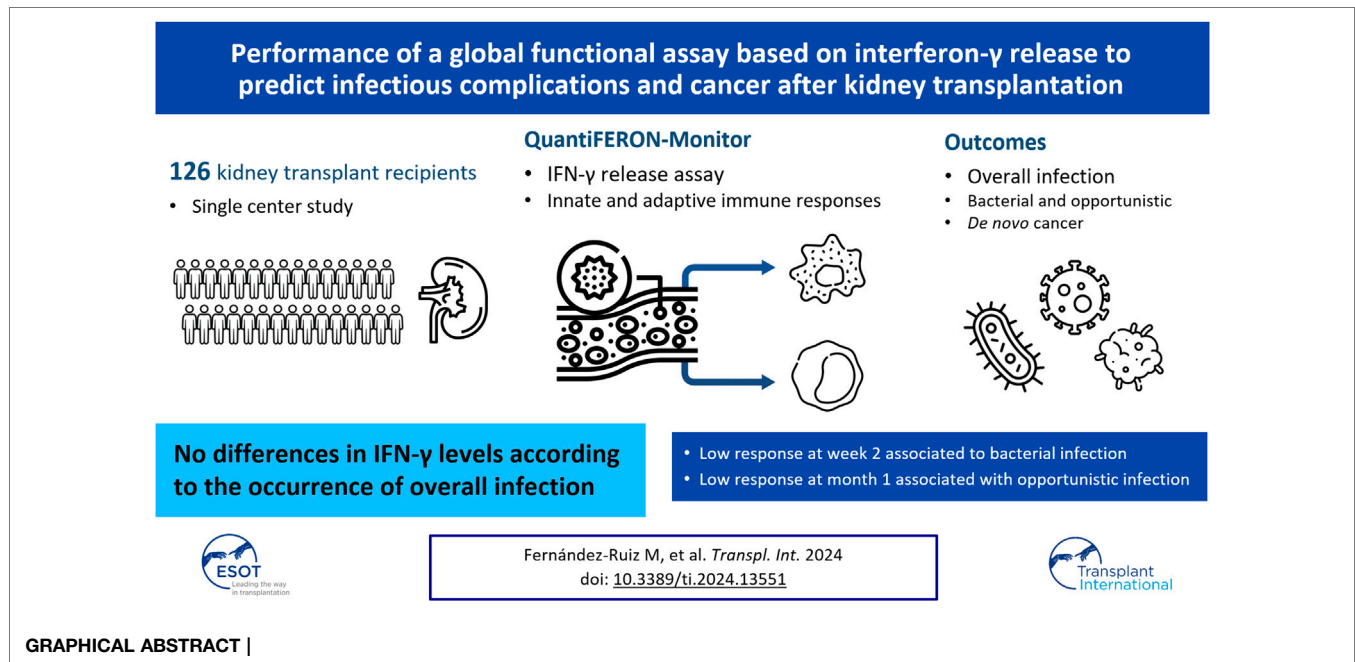 Performance of a global functional assay based on interferon-γ release to
predict infectious complications and cancer after kidney transplantation
126 kidney transplant recipients
• Single center study
QuantiFERON-Monitor
• IFN-γ release assay
• Innate and adaptive immune responses
Outcomes
• Overall infection
• Bacterial and opportunistic
• De novo cancer
No differences in IFN-γ levels according
to the occurrence of overall infection
• Low response at week 2 associated to bacterial infection
• Low response at month 1 associated with opportunistic infection
ESOT
Leading the way
in transplantation
Fernández-Ruiz M, et al. Transpl. Int. 2024
doi: 10.3389/ti.2024.13551
Transplant
International
GRAPHICAL ABSTRACT |